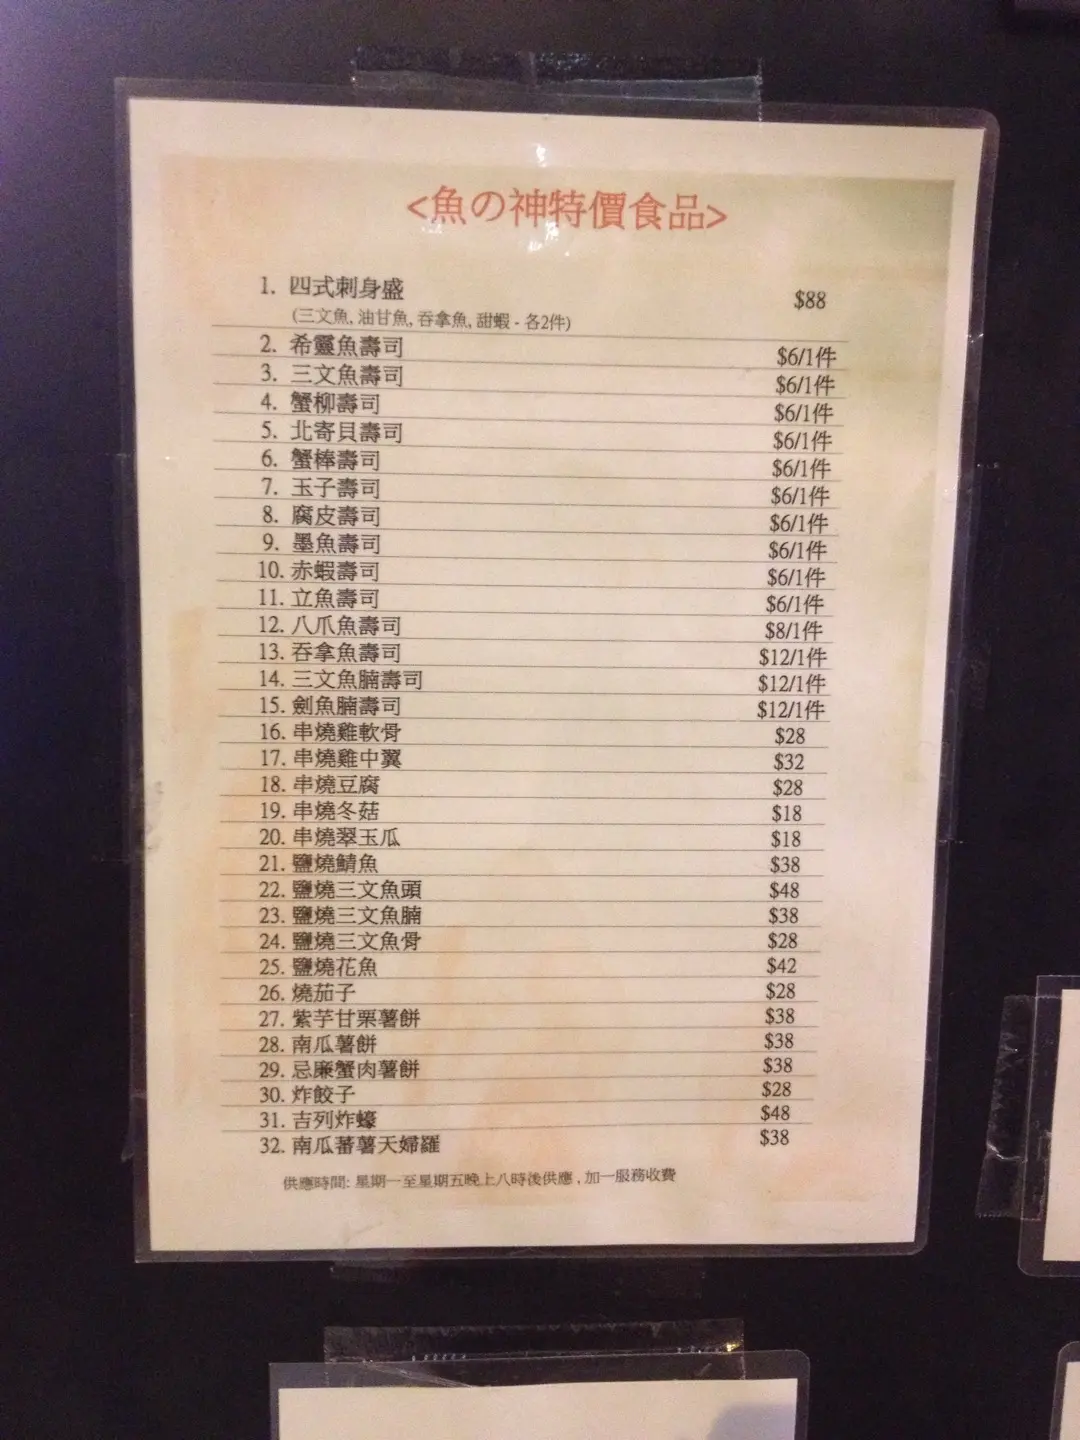 <魚の神特價食品>
1. 四式刺身盛 $88
(三文魚, 油甘魚, 吞拿魚, 甜蝦 - 各2件)
2. 希靈魚壽司 $6/1件
3. 三文魚壽司 $6/1件
4. 蟹柳壽司 $6/1件
5. 北寄貝壽司 $6/1件
6. 蟹棒壽司 $6/1件
7. 玉子壽司 $6/1件
8. 腐皮壽司 $6/1件
9. 墨魚壽司 $6/1件
10. 赤蝦壽司 $6/1件
11. 立魚壽司 $6/1件
12. 八爪魚壽司 $8/1件
13. 吞拿魚壽司 $12/1件
14. 三文魚腩壽司 $12/1件
15. 劍魚腩壽司 $12/1件
16. 串燒雞軟骨 $28
17. 串燒雞中翼 $32
18. 串燒豆腐 $28
19. 串燒冬菇 $18
20. 串燒翠玉瓜 $18
21. 鹽燒鯖魚 $38
22. 鹽燒三文魚頭 $48
23. 鹽燒三文魚腩 $38
24. 鹽燒三文魚骨 $28
25. 鹽燒花魚 $42
26. 燒茄子 $28
27. 紫芋甘栗薯餅 $38
28. 南瓜薯餅 $38
29. 忌廉蟹肉薯餅 $38
30. 炸餃子 $28
31. 吉列炸蠔 $48
32. 南瓜蕃薯天婦羅 $38
供應時間: 星期一至星期五晚上八時後供應 , 加一服務收費